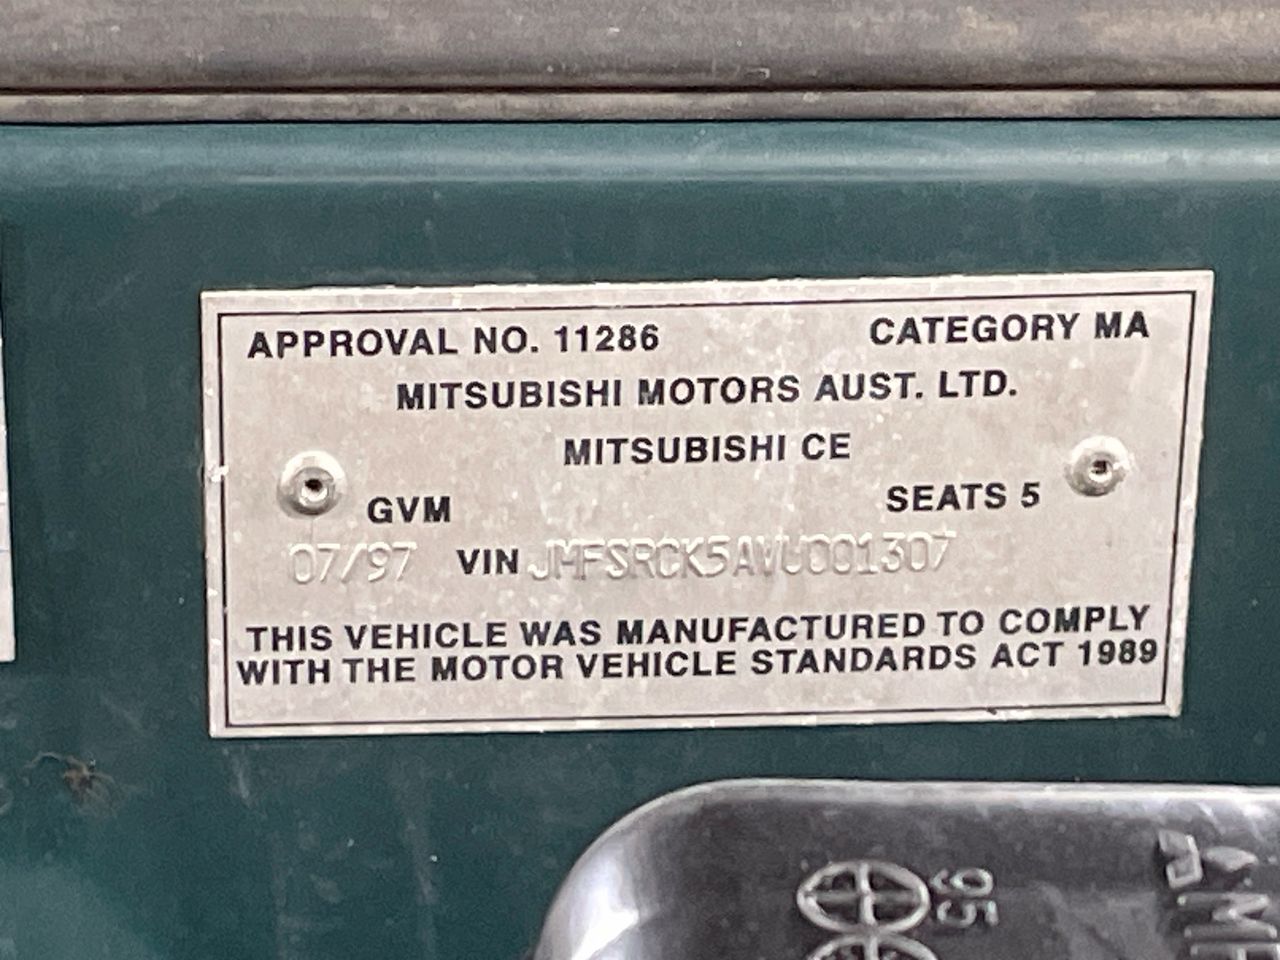 APPROVAL NO. 11286 CATEGORY MA
MITSUBISHI MOTORS AUST. LTD.
MITSUBISHI CE
GVM SEATS 5
07/97 VIN JMFSRCK5AVU001307
THIS VEHICLE WAS MANUFACTURED TO COMPLY
WITH THE MOTOR VEHICLE STANDARDS ACT 1989
95